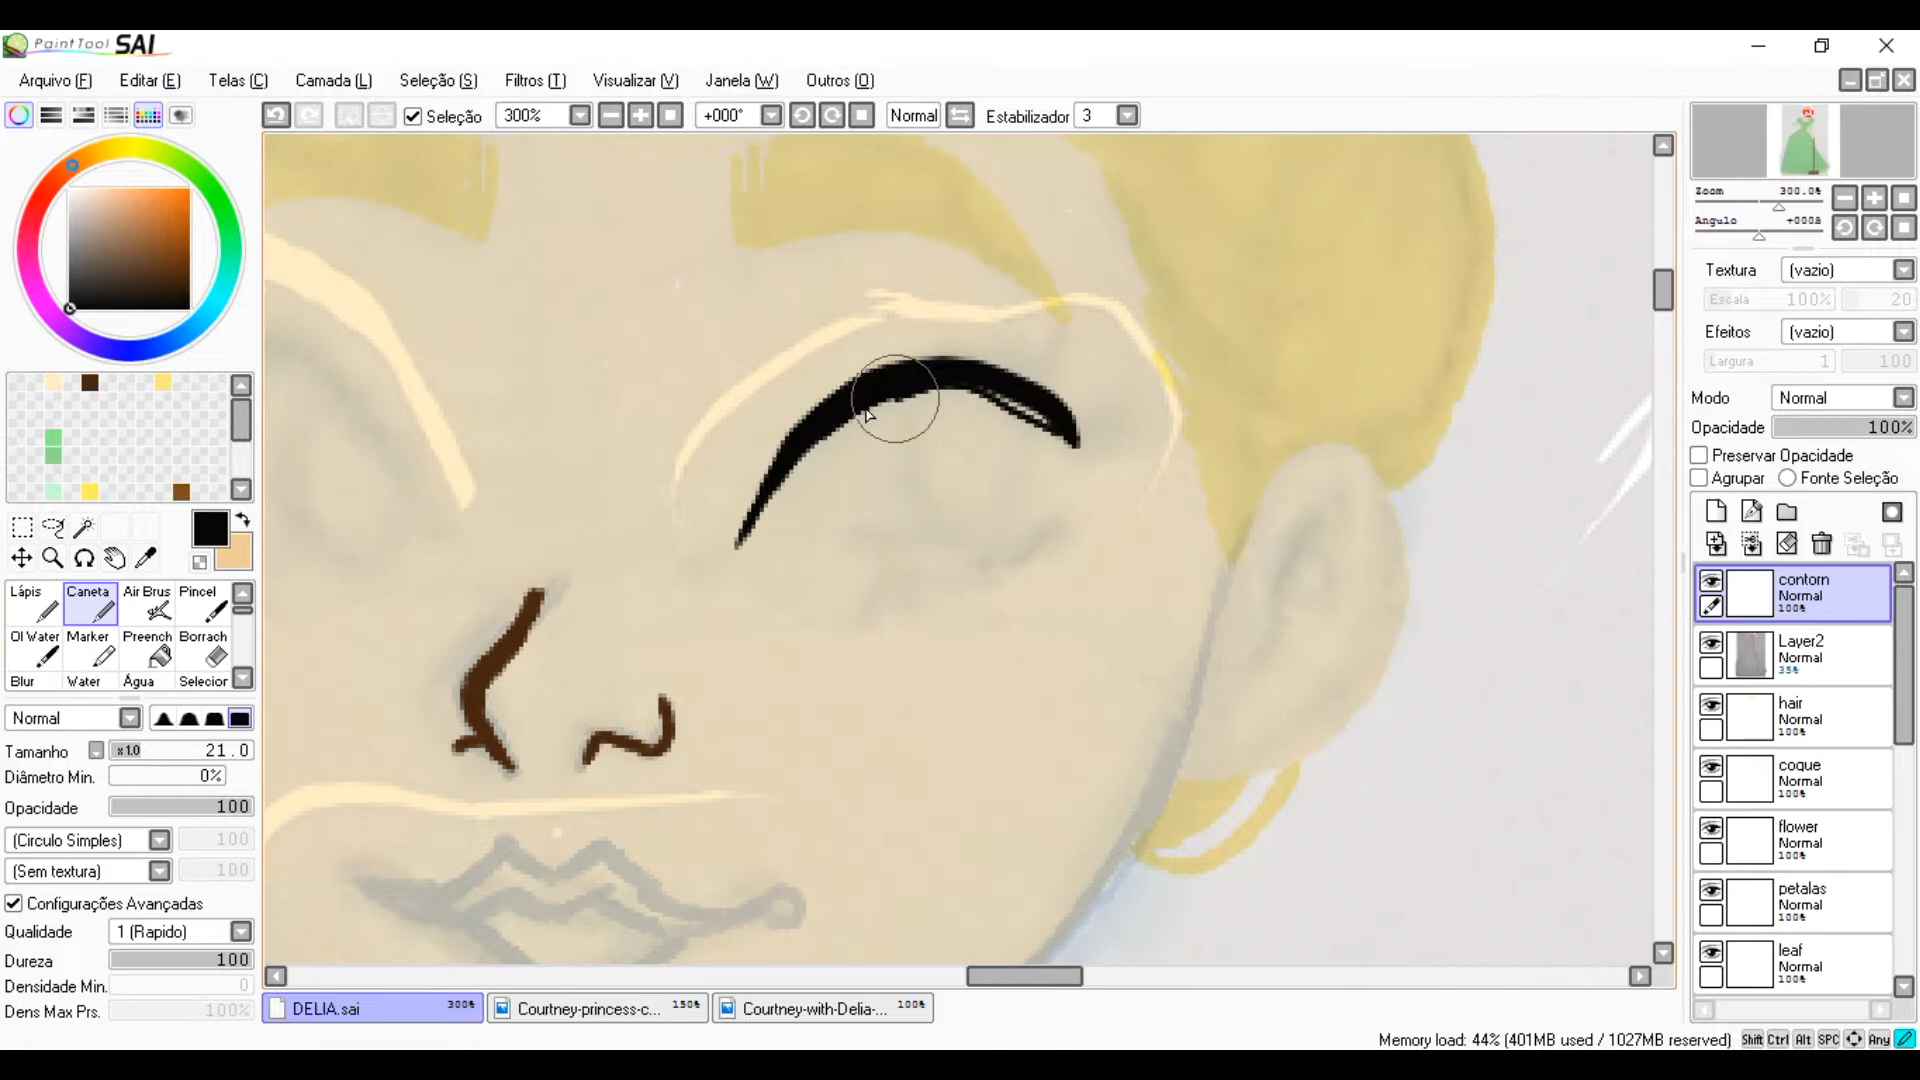 PaintTool SAI
Arquivo (F) Editar (E) Telas (C) Camada (L) Seleção (S) Filtros (T) Visualizar (V) Janela (W) Outros (O)
Seleção 300% +000° Normal Estabilizador 3
Zoom 300.0%
Angulo +000å
Textura (vazio)
Escala 100% 20
Efeitos (vazio)
Largura 1 100
Modo Normal
Opacidade 100%
Preservar Opacidade
Agrupar Fonte Seleção
Lápis Caneta Air Brus Pincel
Ol Water Marker Preench Borrach
Blur Water Água Selecior
Normal
Tamanho x 1.0 21.0
Diâmetro Min. 0%
Opacidade 100
(Circulo Simples) 100
(Sem textura) 100
Configurações Avançadas
Qualidade 1 (Rapido)
Dureza 100
Densidade Min. 0
Dens Max Prs. 100%
contorn
Normal
100%
Layer2
Normal
35%
hair
Normal
100%
coque
Normal
100%
flower
Normal
100%
petalas
Normal
100%
leaf
Normal
100%
DELIA.sai 300% Courtney-princess-c... 150% Courtney-with-Delia-... 100%
Memory load: 44% (401MB used / 1027MB reserved) Shift Ctrl Alt SPC Any